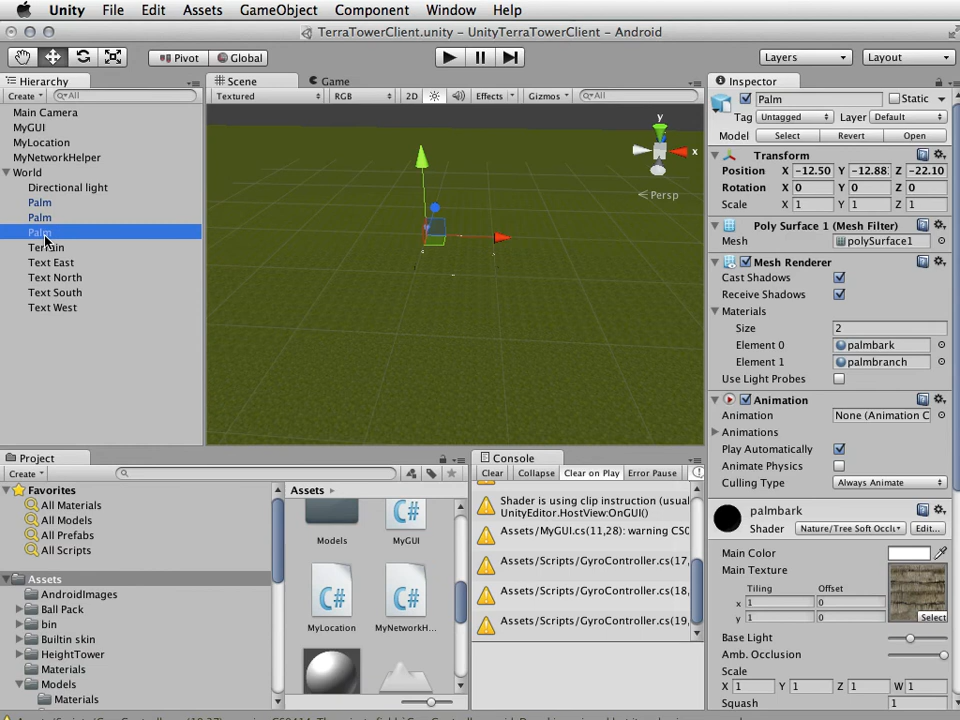 Unity File Edit Assets GameObject Component Window Help
TerraTowerClient.unity – UnityTerraTowerClient – Android
Pivot Global Layers Layout
Hierarchy
Create All
Main Camera
MyGUI
MyLocation
MyNetworkHelper
World
Directional light
Palm
Palm
Palm
Terrain
Text East
Text North
Text South
Text West
Scene Game
Textured RGB 2D Effects Gizmos All
y
x
Persp
Inspector
Palm Static
Tag Untagged Layer Default
Model Select Revert Open
Transform
Position X -12.50 Y -12.88 Z -22.10
Rotation X 0 Y 0 Z 0
Scale X 1 Y 1 Z 1
Poly Surface 1 (Mesh Filter)
Mesh polySurface1
Mesh Renderer
Cast Shadows
Receive Shadows
Materials
Size 2
Element 0 palmbark
Element 1 palmbranch
Use Light Probes
Animation
Animation None (Animation C
Animations
Play Automatically
Animate Physics
Culling Type Always Animate
palmbark
Shader Nature/Tree Soft Occlu Edit...
Main Color
Main Texture
Tiling Offset
x 1 0
y 1 0
Select
Base Light
Amb. Occlusion
Scale
X 1 Y 1 Z 1 W 1
Squash 1
Project
Create
Favorites
All Materials
All Models
All Prefabs
All Scripts
Assets
AndroidImages
Ball Pack
bin
Builtin skin
HeightTower
Materials
Models
Materials
Assets
Models MyGUI
C#
C# C#
MyLocation MyNetworkH...
Console
Clear Collapse Clear on Play Error Pause
Shader is using clip instruction (usual
UnityEditor.HostView:OnGUI()
Assets/MyGUI.cs(11,28): warning CS0
Assets/Scripts/GyroController.cs(17,
Assets/Scripts/GyroController.cs(18,
Assets/Scripts/GyroController.cs(19,